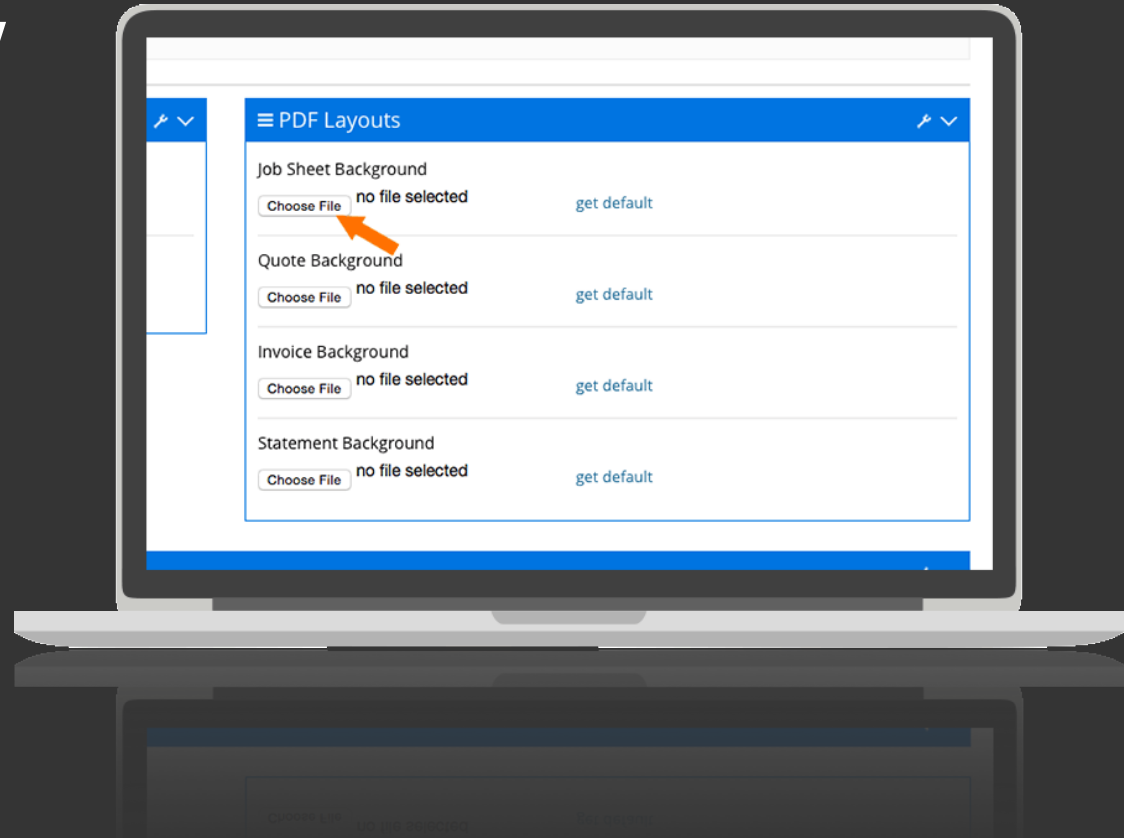 PDF Layouts
Job Sheet Background
Choose File no file selected get default
Quote Background
Choose File no file selected get default
Invoice Background
Choose File no file selected get default
Statement Background
Choose File no file selected get default